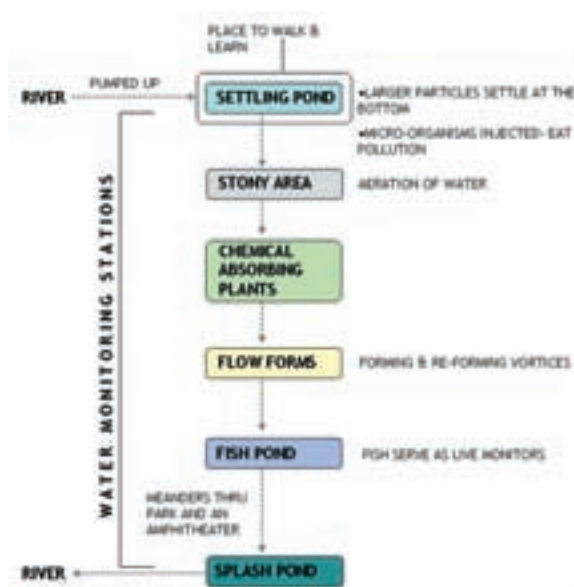 PLACE TO WALK &
LEARN
PUMPED UP
RIVER
SETTLING POND
•LARGER PARTICLES SETTLE AT THE
BOTTOM
•MICRO-ORGANISMS INJECTED- EAT
POLLUTION
STONY AREA
AERATION OF WATER
CHEMICAL
ABSORBING
PLANTS
WATER MONITORING STATIONS
FLOW FORMS
FORMING & RE-FORMING VORTICES
FISH POND
FISH SERVE AS LIVE MONITORS
MEANDERS THRU
PARK AND AN
AMPHITHEATER
RIVER
SPLASH POND